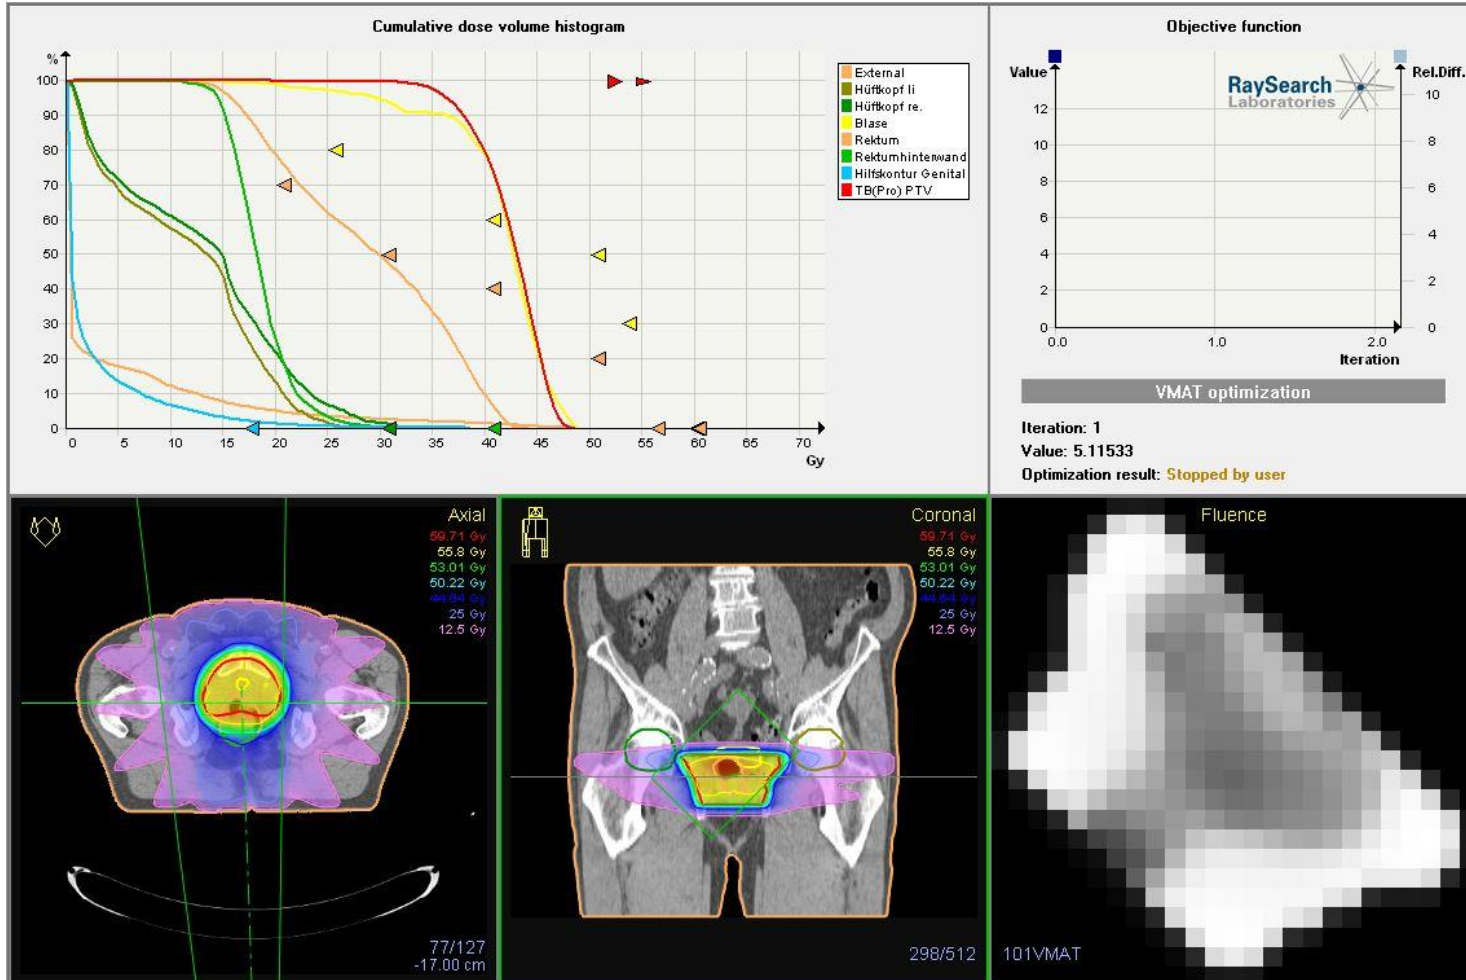 Cumulative dose volume histogram
%
100
90
80
70
60
50
40
30
20
10
0
0 5 10 15 20 25 30 35 40 45 50 55 60 65 70
Gy
External
Hüftkopf li
Hüftkopf re.
Blase
Rektum
Rektumhinterwand
Hilfskontur Genital
TB(Pro) PTV
Objective function
Value
Rel.Diff.
RaySearch
Laboratories
12
10
8
6
4
2
0
10
8
6
4
2
0
0.0 1.0 2.0
Iteration
VMAT optimization
Iteration: 1
Value: 5.11533
Optimization result: Stopped by user
Axial
59.71 Gy
55.8 Gy
53.01 Gy
50.22 Gy
44.64 Gy
25 Gy
12.5 Gy
77/127
-17.00 cm
Coronal
59.71 Gy
55.8 Gy
53.01 Gy
50.22 Gy
44.64 Gy
25 Gy
12.5 Gy
298/512
Fluence
101VMAT